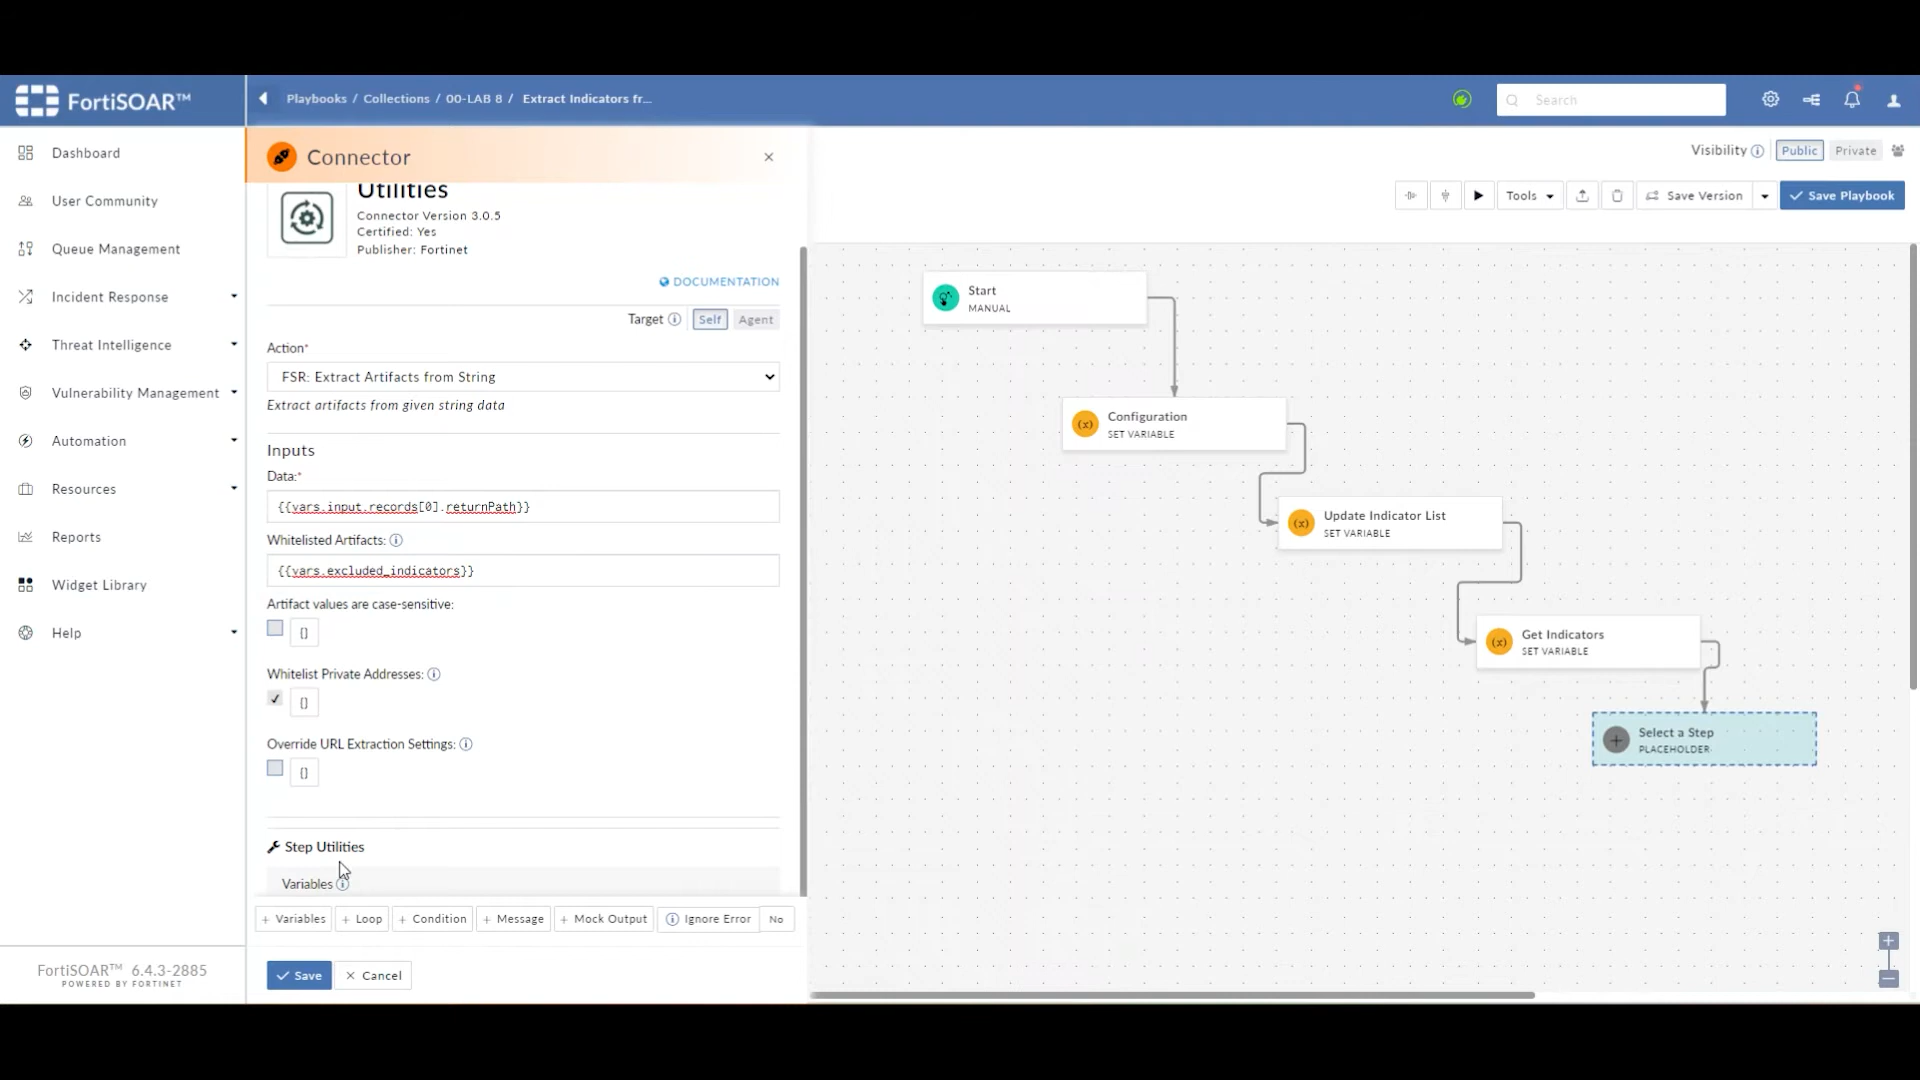 FortiSOAR™
Playbooks / Collections / 00-LAB 8 / Extract Indicators fr...
Search
Dashboard
User Community
Queue Management
Incident Response
Threat Intelligence
Vulnerability Management
Automation
Resources
Reports
Widget Library
Help
FortiSOAR™ 6.4.3-2885
POWERED BY FORTINET
Connector
Utilities
Connector Version 3.0.5
Certified: Yes
Publisher: Fortinet
DOCUMENTATION
Target Self Agent
Action*
FSR: Extract Artifacts from String
Extract artifacts from given string data
Inputs
Data:*
{{vars.input.records[0].returnPath}}
Whitelisted Artifacts:
{{vars.excluded_indicators}}
Artifact values are case-sensitive:
{}
Whitelist Private Addresses:
{}
Override URL Extraction Settings:
{}
Step Utilities
Variables
+ Variables + Loop + Condition + Message + Mock Output Ignore Error No
Save Cancel
Visibility Public Private
Tools Save Version Save Playbook
Start
MANUAL
Configuration
SET VARIABLE
Update Indicator List
SET VARIABLE
Get Indicators
SET VARIABLE
Select a Step
PLACEHOLDER